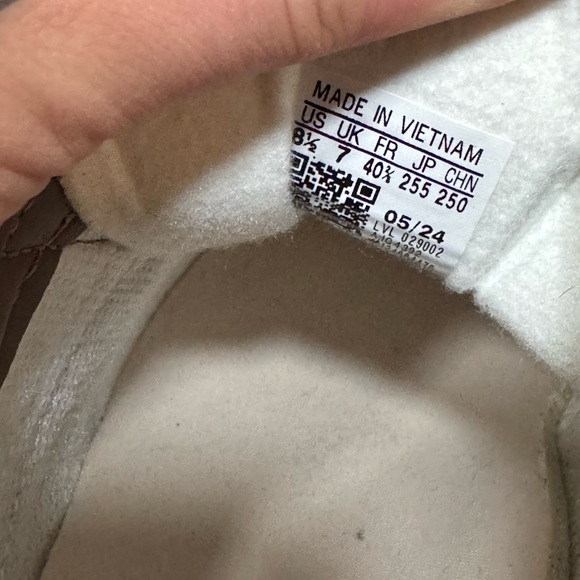 MADE IN VIETNAM
US UK FR JP CHN
8½ 7 40⅔ 255 250
05/24
LVL 029002